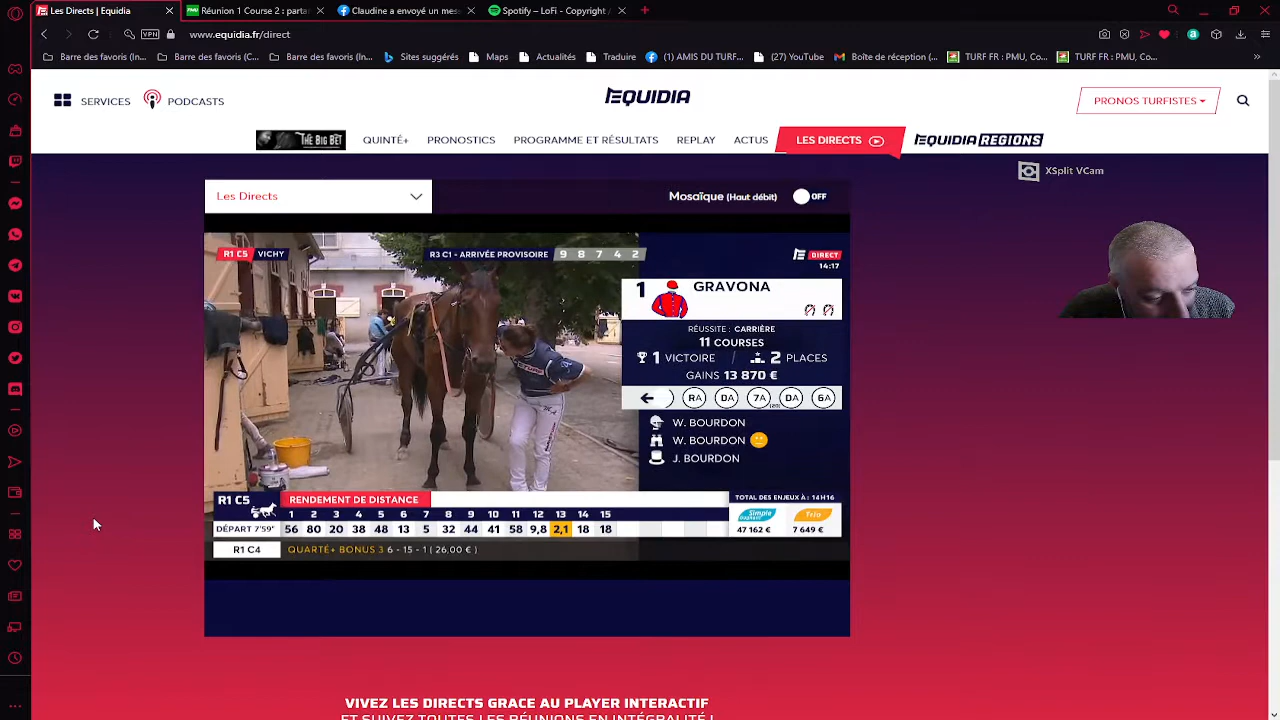 Les Directs | Equidia
Réunion 1 Course 2 : parta
Claudine a envoyé un mes
Spotify – LoFi - Copyright /
VPN
www.equidia.fr/direct
Barre des favoris (In...
Barre des favoris (C...
Barre des favoris (In...
Sites suggérés
Maps
Actualités
Traduire
(1) AMIS DU TURF...
(27) YouTube
Boîte de réception (...
TURF FR : PMU, Co...
TURF FR : PMU, Co...
SERVICES
PODCASTS
EQUIDIA
PRONOS TURFISTES
THE BIG BET
QUINTÉ+
PRONOSTICS
PROGRAMME ET RÉSULTATS
REPLAY
ACTUS
LES DIRECTS
EQUIDIA REGIONS
XSplit VCam
Les Directs
Mosaïque (Haut débit)
OFF
R1 C5 VICHY
R3 C1 - ARRIVÉE PROVISOIRE 9 8 7 4 2
DIRECT
14:17
1 GRAVONA
RÉUSSITE : CARRIÈRE
11 COURSES
1 VICTOIRE / 2 PLACES
GAINS 13 870 €
RA DA 7A DA 6A
W. BOURDON
W. BOURDON
J. BOURDON
R1 C5
RENDEMENT DE DISTANCE
TOTAL DES ENJEUX À : 14H16
1 2 3 4 5 6 7 8 9 10 11 12 13 14 15
DÉPART 7'59" 56 80 20 38 48 13 5 32 44 41 58 9,8 2,1 18 18
Simple gagnant
Trio
47 162 €
7 649 €
R1 C4
QUARTÉ+ BONUS 3 6 - 15 - 1 ( 26,00 € )
VIVEZ LES DIRECTS GRACE AU PLAYER INTERACTIF
ET SUIVEZ TOUTES LES RÉUNIONS EN INTÉGRALITÉ !